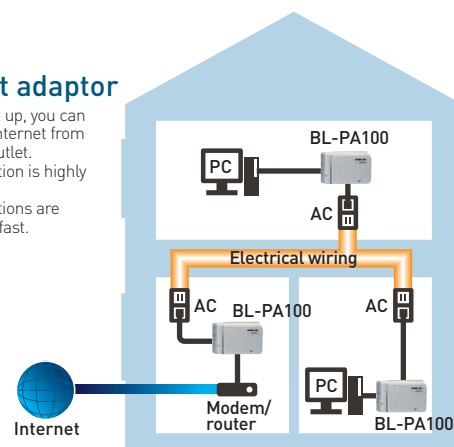 t adaptor
up, you can
nternet from
utlet.
tion is highly
tions are
fast.
BL-PA100
PC
AC
Electrical wiring
AC
BL-PA100
AC
PC
Modem/
router
BL-PA100
Internet